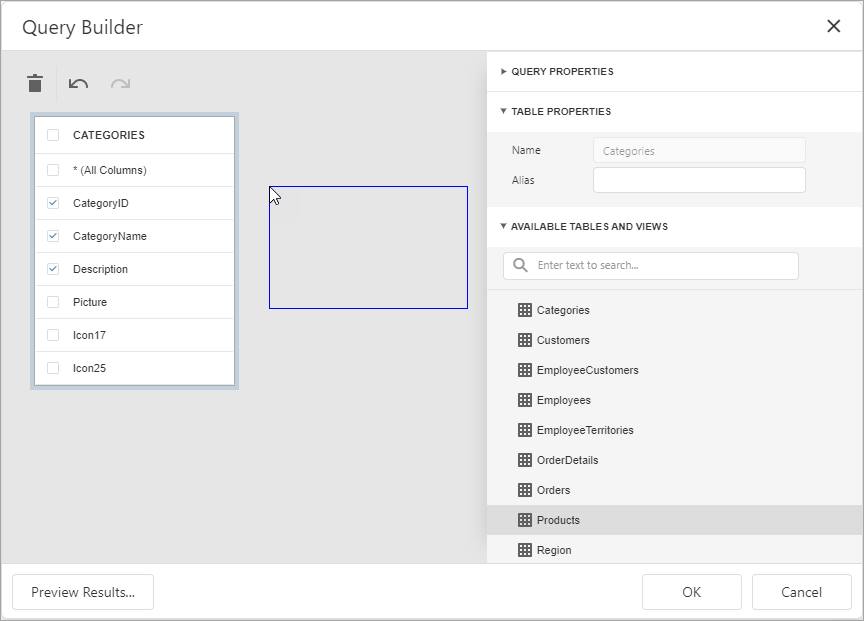 Query Builder
CATEGORIES
* (All Columns)
CategoryID
CategoryName
Description
Picture
Icon17
Icon25
QUERY PROPERTIES
TABLE PROPERTIES
Name Categories
Alias
AVAILABLE TABLES AND VIEWS
Enter text to search...
Categories
Customers
EmployeeCustomers
Employees
EmployeeTerritories
OrderDetails
Orders
Products
Region
Preview Results... OK Cancel